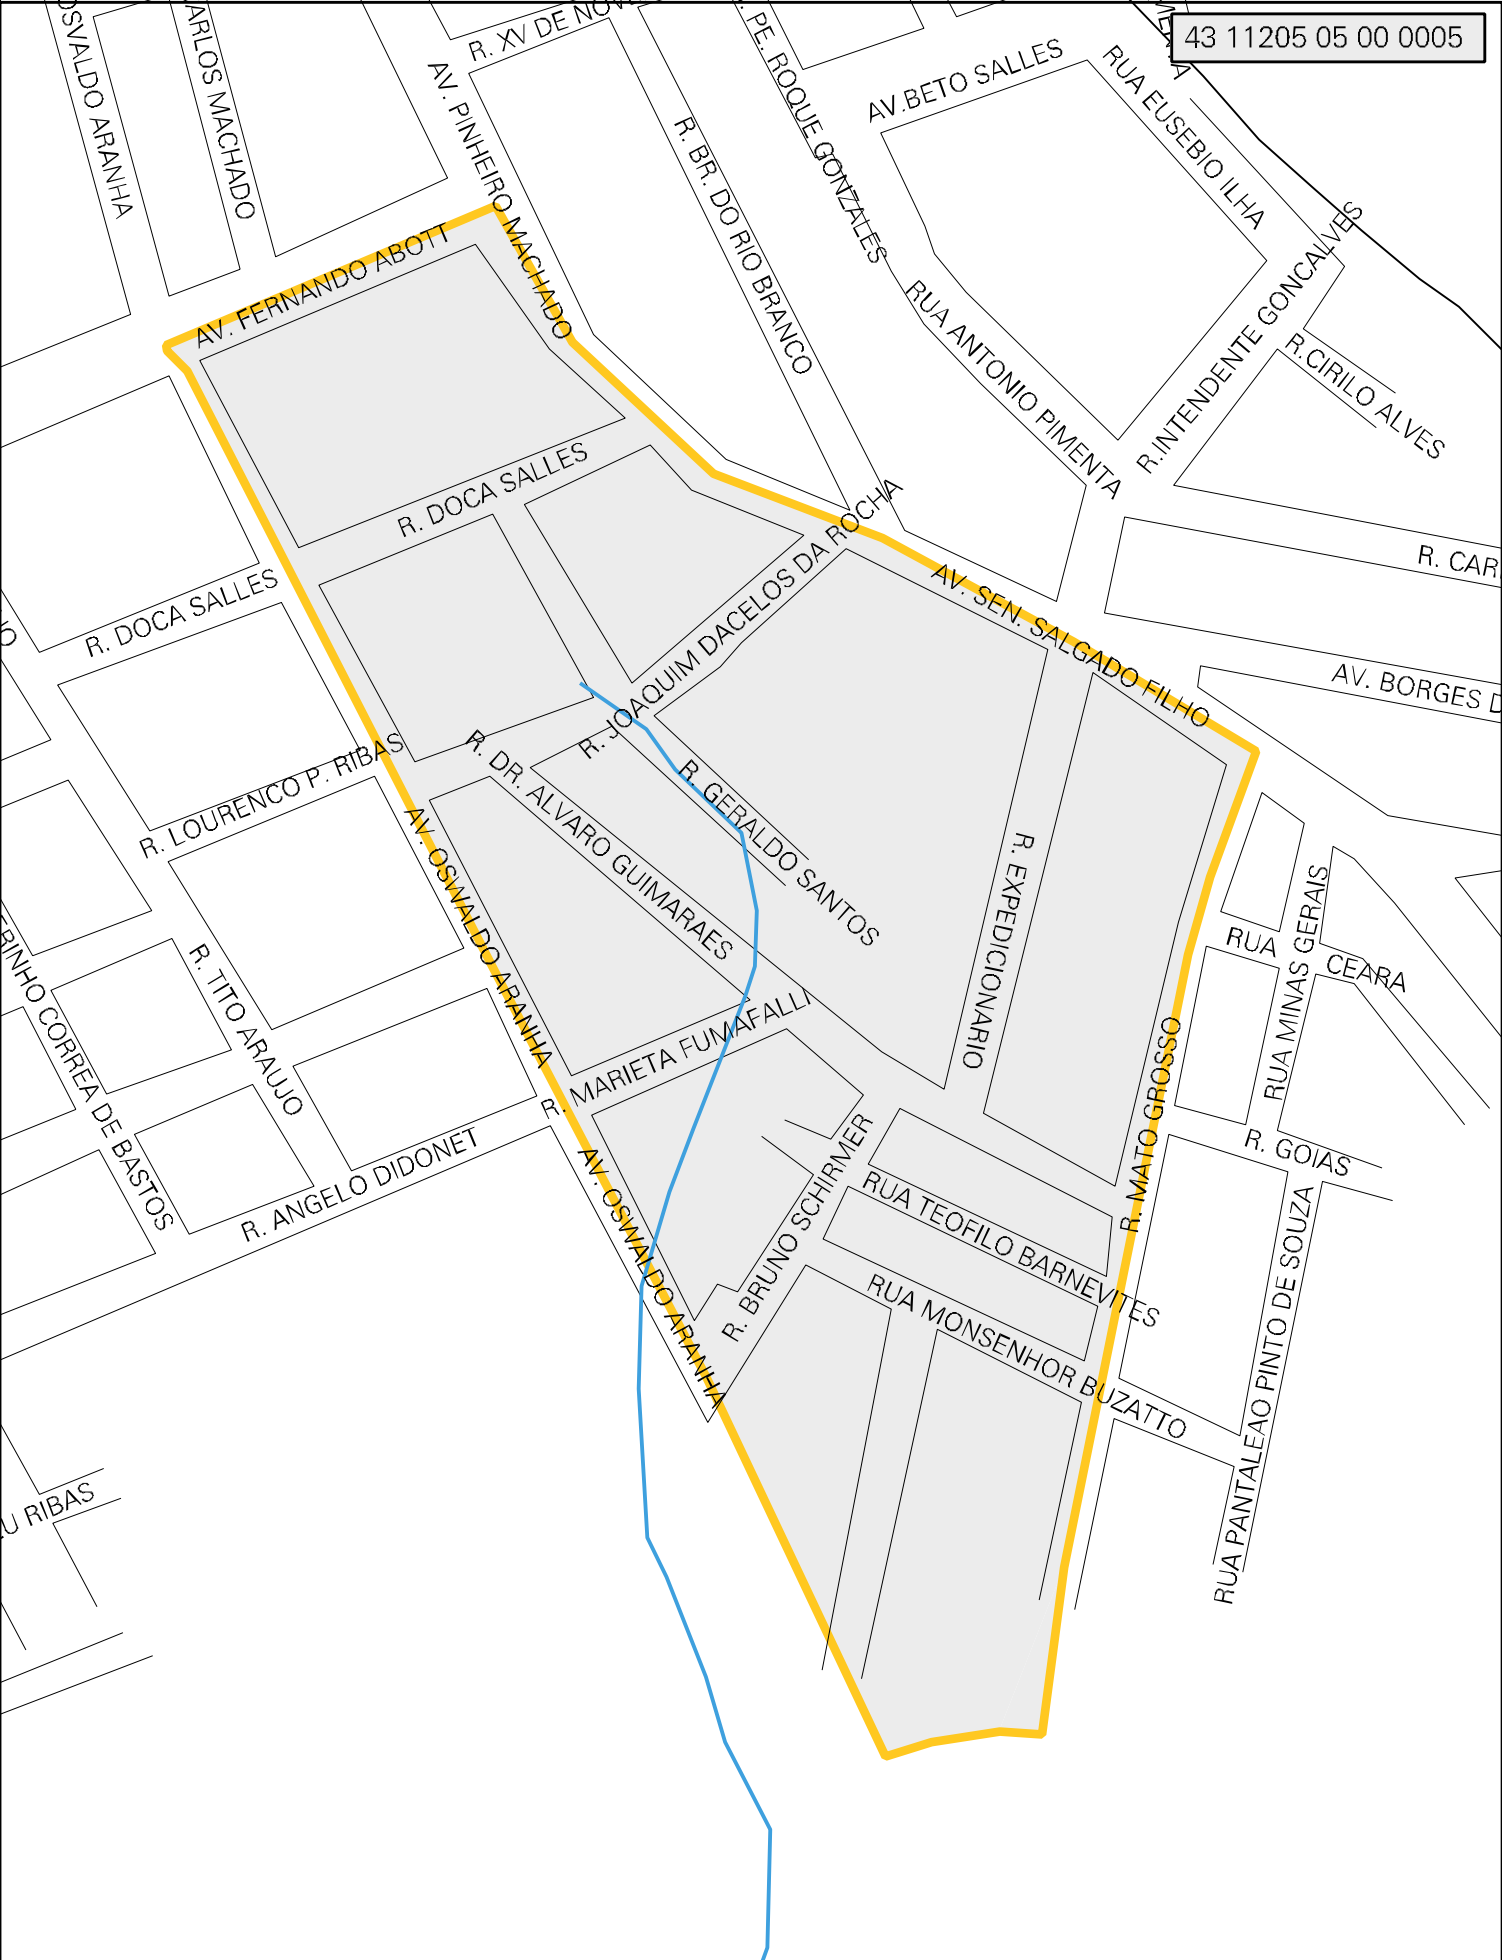 43 11205 05 00 0005
OSVALDO ARANHA
CARLOS MACHADO
R. XV DE NOV
AV. PINHEIRO MACHADO
R. BR. DO RIO BRANCO
PE. ROQUE GONZALES
AV.BETO SALLES
RUA EUSEBIO ILHA
R.INTENDENTE GONCALVES
R.CIRILO ALVES
RUA ANTONIO PIMENTA
AV. FERNANDO ABOTT
R. DOCA SALLES
R. DOCA SALLES
R. JOAQUIM DACELOS DA ROCHA
AV. SEN. SALGADO FILHO
R. CAR
AV. BORGES D
R. LOURENCO P. RIBAS
R. DR. ALVARO GUIMARAES
R. GERALDO SANTOS
R. EXPEDICIONARIO
AV. OSWALDO ARANHA
R. TITO ARAUJO
RINHO CORREA DE BASTOS
R. ANGELO DIDONET
R. MARIETA FUMAFALLI
AV. OSWALDO ARANHA
R. BRUNO SCHIRMER
RUA TEOFILO BARNEVITES
RUA MONSENHOR BUZATTO
R. MATO GROSSO
RUA CEARA
RUA MINAS GERAIS
R. GOIAS
RUA PANTALEAO PINTO DE SOUZA
U RIBAS